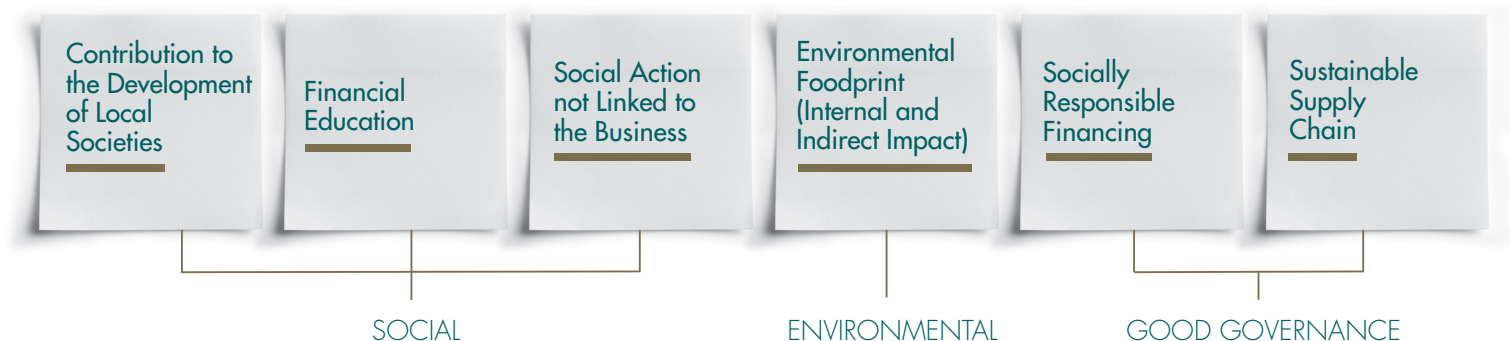 Contribution to
the Development
of Local
Societies
Financial
Education
Social Action
not Linked to
the Business
Environmental
Foodprint
(Internal and
Indirect Impact)
Socially
Responsible
Financing
Sustainable
Supply
Chain
SOCIAL
ENVIRONMENTAL
GOOD GOVERNANCE